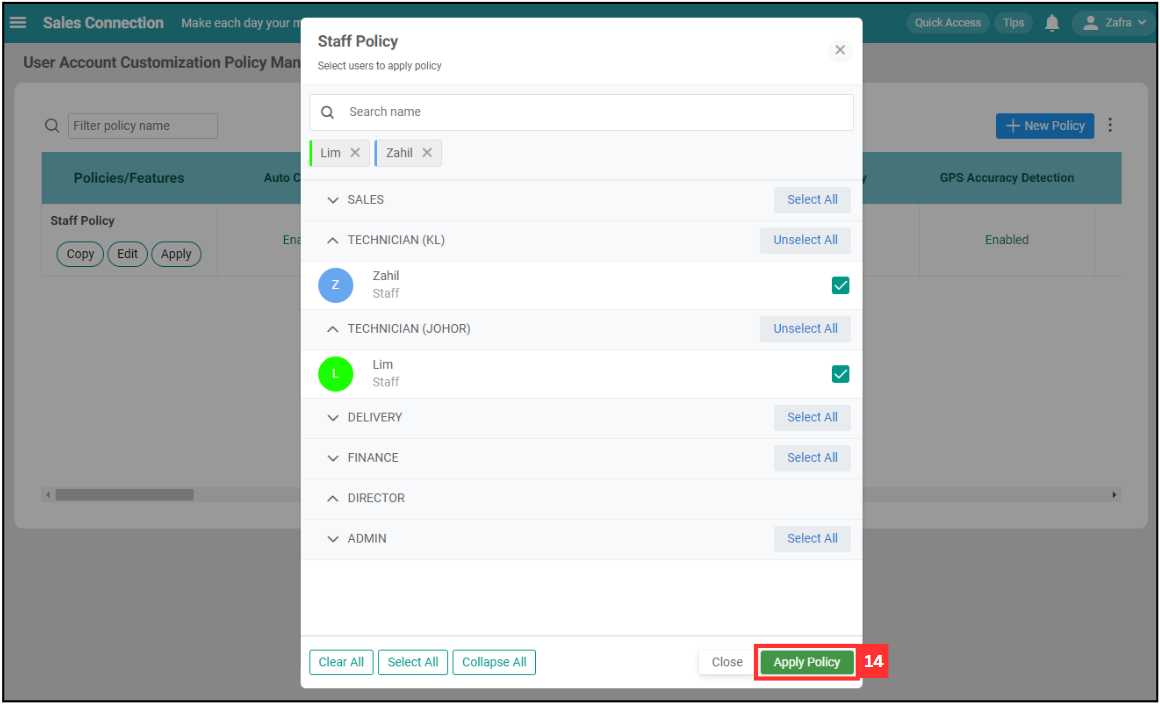 Sales Connection Make each day your m
Quick Access Tips Zafra
User Account Customization Policy Man
Filter policy name
New Policy
Policies/Features Auto C y GPS Accuracy Detection
Staff Policy
Copy Edit Apply
Ena Enabled
Staff Policy
Select users to apply policy
Search name
Lim Zahil
SALES Select All
TECHNICIAN (KL) Unselect All
Z Zahil
Staff
TECHNICIAN (JOHOR) Unselect All
L Lim
Staff
DELIVERY Select All
FINANCE Select All
DIRECTOR
ADMIN Select All
Clear All Select All Collapse All Close Apply Policy 14